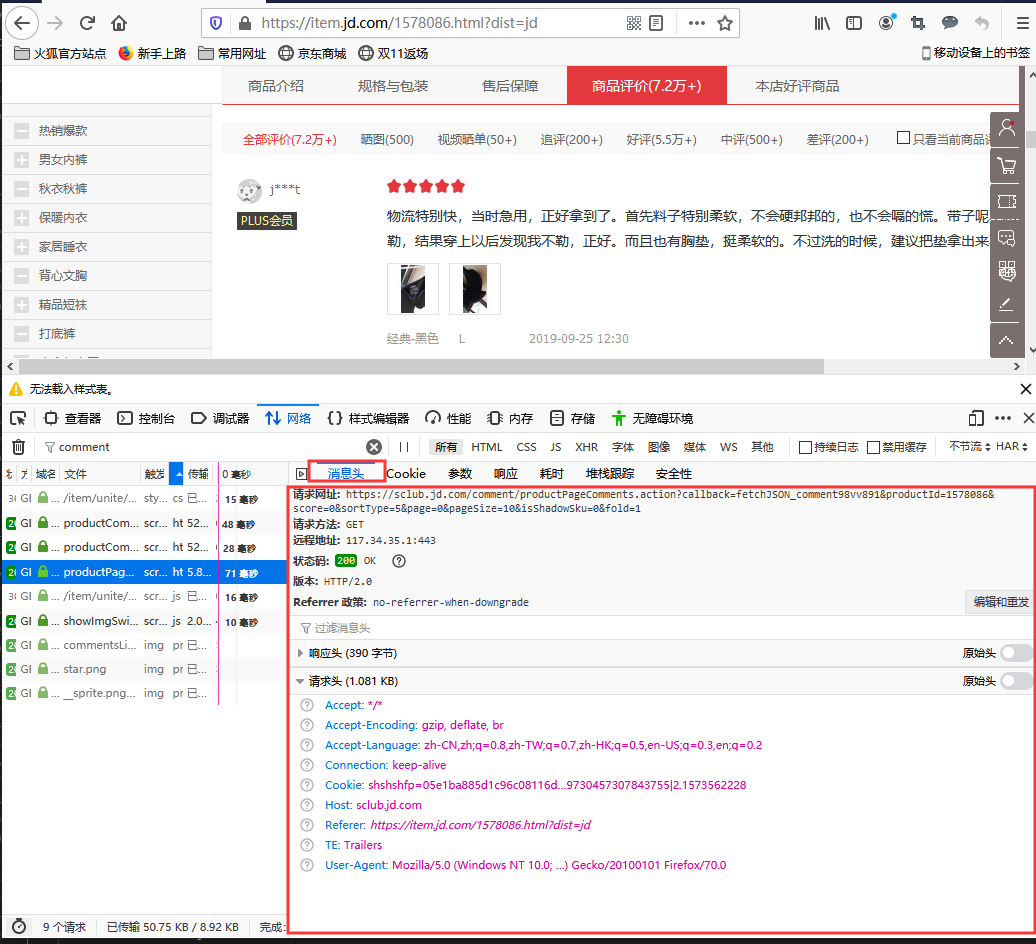 https://item.jd.com/1578086.html?dist=jd
火狐官方站点 新手上路 常用网址 京东商城 双11返场 移动设备上的书签
商品介绍 规格与包装 售后保障 商品评价(7.2万+) 本店好评商品
热销爆款
男女内裤
秋衣秋裤
保暖内衣
家居睡衣
背心文胸
精品短袜
打底裤
全部评价(7.2万+) 晒图(500) 视频晒单(50+) 追评(200+) 好评(5.5万+) 中评(500+) 差评(200+) 只看当前商品
j***t
PLUS会员
物流特别快，当时急用，正好拿到了。首先料子特别柔软，不会硬邦邦的，也不会嗝的慌。带子呢
勒，结果穿上以后发现我不勒，正好。而且也有胸垫，挺柔软的。不过洗的时候，建议把垫拿出来
经典-黑色 L 2019-09-25 12:30
无法载入样式表。
查看器 控制台 调试器 网络 样式编辑器 性能 内存 存储 无障碍环境
comment 所有 HTML CSS JS XHR 字体 图像 媒体 WS 其他 持续日志 禁用缓存 不节流 HAR
域名 文件 触发 传输 0 毫秒
消息头 Cookie 参数 响应 耗时 堆栈跟踪 安全性
... /item/unite/... sty... cs 已... 15 毫秒
GI ... productCom... scr... ht 52... 48 毫秒
GI ... productCom... scr... ht 52... 28 毫秒
GI ... productPag... scr... ht 5.8... 71 毫秒
GI ... /item/unite/... scr... js 已... 16 毫秒
GI ... showImgSwi... scr... js 2.0... 10 毫秒
GI ... commentsLi... img pr 已...
GI ... star.png img pr 已...
GI ... __sprite.png... img pr 已...
请求网址: https://sclub.jd.com/comment/productPageComments.action?callback=fetchJSON_comment98vv891&productId=1578086&
score=0&sortType=5&page=0&pageSize=10&isShadowSku=0&fold=1
请求方法: GET
远程地址: 117.34.35.1:443
状态码: 200 OK
版本: HTTP/2.0
Referrer 政策: no-referrer-when-downgrade 编辑和重发
过滤消息头
响应头 (390 字节) 原始头
请求头 (1.081 KB) 原始头
Accept: */*
Accept-Encoding: gzip, deflate, br
Accept-Language: zh-CN,zh;q=0.8,zh-TW;q=0.7,zh-HK;q=0.5,en-US;q=0.3,en;q=0.2
Connection: keep-alive
Cookie: shshshfp=05e1ba885d1c96c08116d...9730457307843755|2.1573562228
Host: sclub.jd.com
Referer: https://item.jd.com/1578086.html?dist=jd
TE: Trailers
User-Agent: Mozilla/5.0 (Windows NT 10.0; ...) Gecko/20100101 Firefox/70.0
9 个请求 已传输 50.75 KB / 8.92 KB 完成: